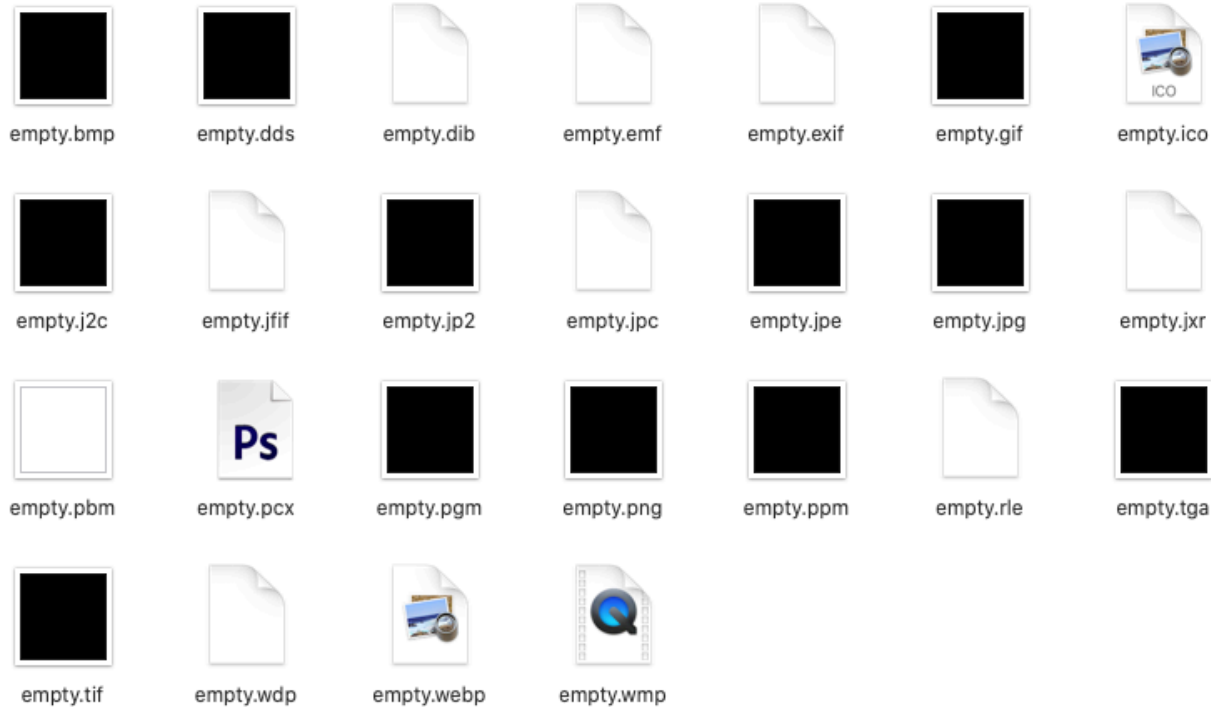 empty.bmp empty.dds empty.dib empty.emf empty.exif empty.gif ICO empty.ico
empty.j2c empty.jfif empty.jp2 empty.jpc empty.jpe empty.jpg empty.jxr
Ps
empty.pbm empty.pcx empty.pgm empty.png empty.ppm empty.rle empty.tga
empty.tif empty.wdp empty.webp empty.wmp